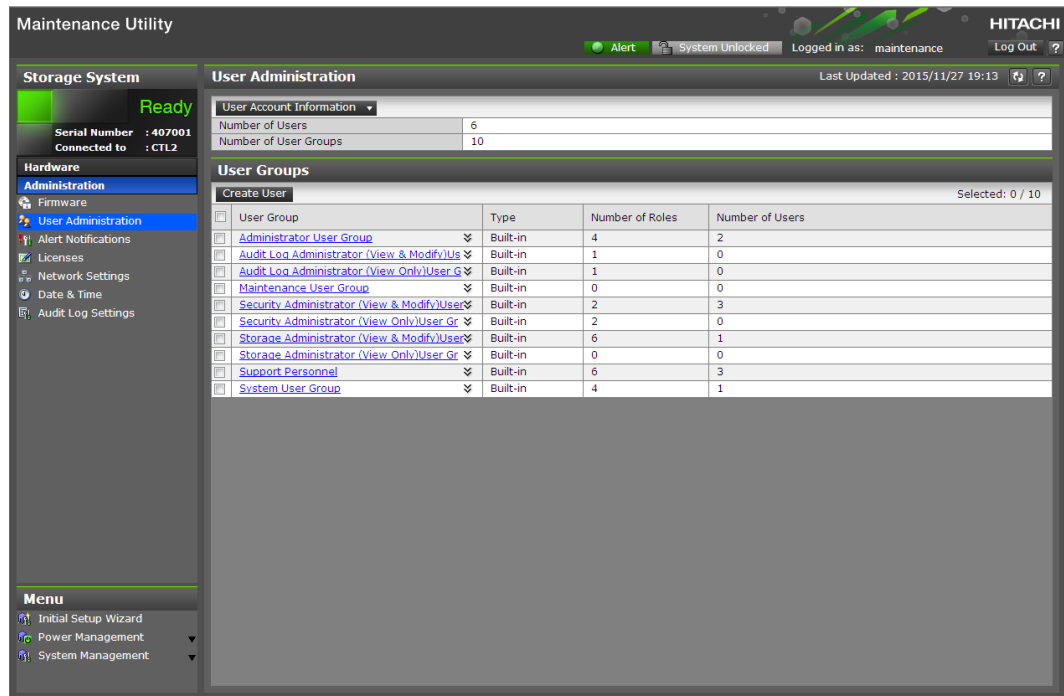 Maintenance Utility
HITACHI
Alert System Unlocked Logged in as: maintenance Log Out ?
Storage System
Ready
Serial Number : 407001
Connected to : CTL2
Hardware
Administration
Firmware
User Administration
Alert Notifications
Licenses
Network Settings
Date & Time
Audit Log Settings
Menu
Initial Setup Wizard
Power Management
System Management
User Administration Last Updated : 2015/11/27 19:13 ?
User Account Information
Number of Users 6
Number of User Groups 10
User Groups
Create User Selected: 0 / 10
User Group Type Number of Roles Number of Users
Administrator User Group Built-in 4 2
Audit Log Administrator (View & Modify)Us Built-in 1 0
Audit Log Administrator (View Only)User G Built-in 1 0
Maintenance User Group Built-in 0 0
Security Administrator (View & Modify)User Built-in 2 3
Security Administrator (View Only)User Gr Built-in 2 0
Storage Administrator (View & Modify)User Built-in 6 1
Storage Administrator (View Only)User Gr Built-in 0 0
Support Personnel Built-in 6 3
System User Group Built-in 4 1